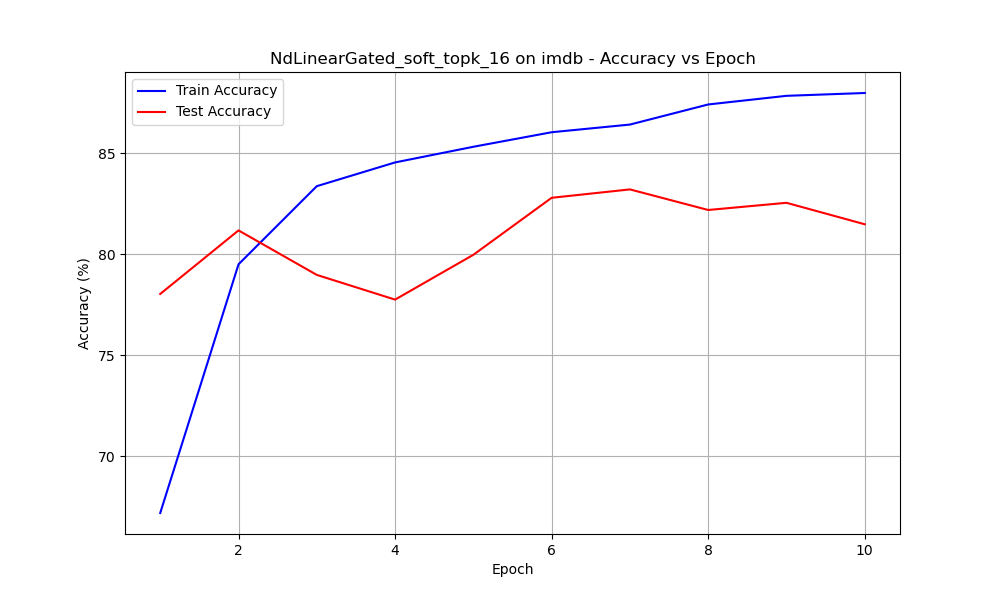 NdLinearGated_soft_topk_16 on imdb - Accuracy vs Epoch
Train Accuracy
Test Accuracy
85
80
75
70
Accuracy (%)
2 4 6 8 10
Epoch